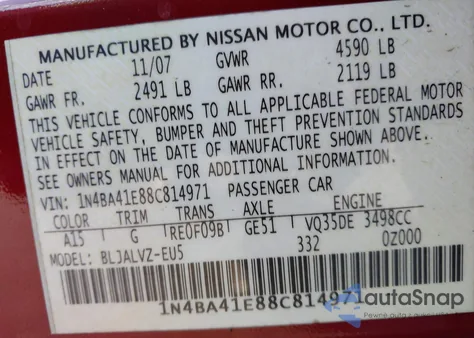 MANUFACTURED BY NISSAN MOTOR CO., LTD.
DATE 11/07 GVWR 4590 LB
GAWR FR. 2491 LB GAWR RR. 2119 LB
THIS VEHICLE CONFORMS TO ALL APPLICABLE FEDERAL MOTOR
VEHICLE SAFETY, BUMPER AND THEFT PREVENTION STANDARDS
IN EFFECT ON THE DATE OF MANUFACTURE SHOWN ABOVE.
SEE OWNERS MANUAL FOR ADDITIONAL INFORMATION.
VIN: 1N4BA41E88C814971 PASSENGER CAR
COLOR TRIM TRANS AXLE ENGINE
A15 G RE0F09B GE51 VQ35DE 3498CC
MODEL: BLJALVZ-EU5 332 0Z000
1N4BA41E88C814971
autaSnap